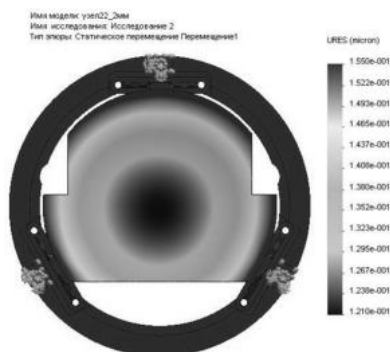 Имя модели: узел22_2мм
Имя исследования: Исследование 2
Тип эпюры: Статическое перемещение Перемещение1
URES (micron)
1.550e-001
1.522e-001
1.493e-001
1.465e-001
1.437e-001
1.408e-001
1.380e-001
1.352e-001
1.323e-001
1.295e-001
1.267e-001
1.238e-001
1.210e-001